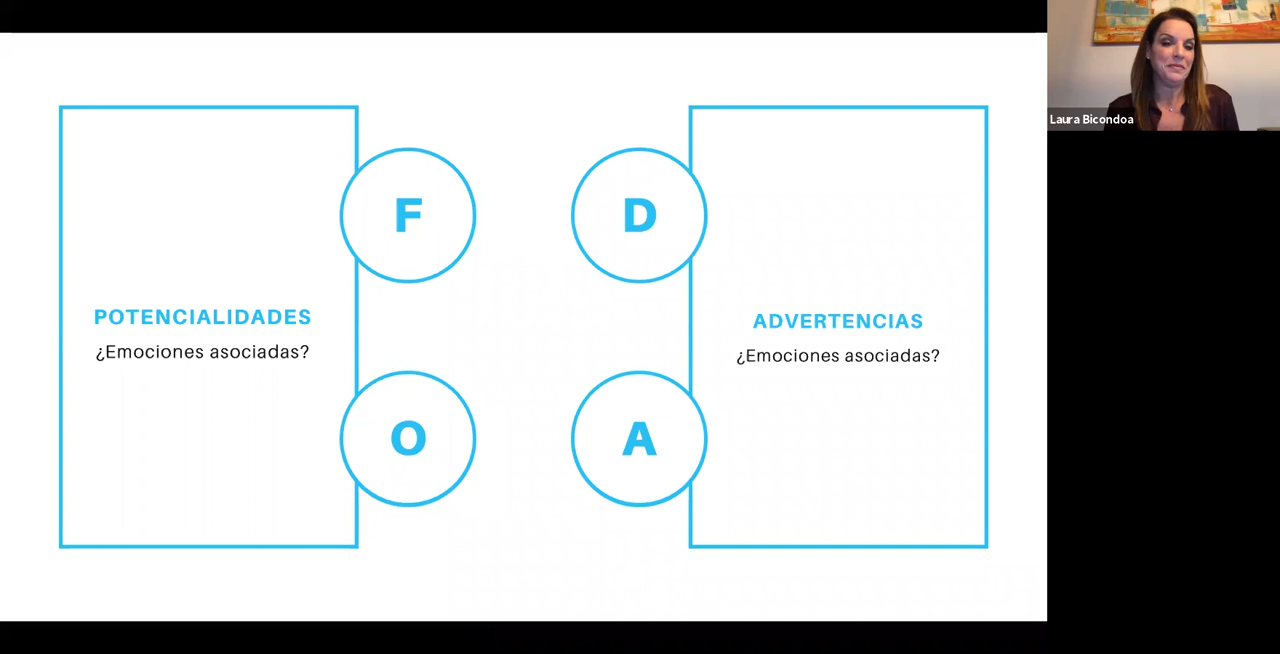 F
D
POTENCIALIDADES
¿Emociones asociadas?
ADVERTENCIAS
¿Emociones asociadas?
O
A
Laura Bicondoa